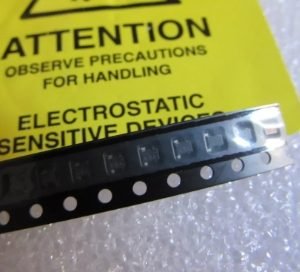 ATTENTiON
OBSERVE PRECAUTIONS
FOR HANDLING
ELECTROSTATIC
SENSITIVE DEVICES